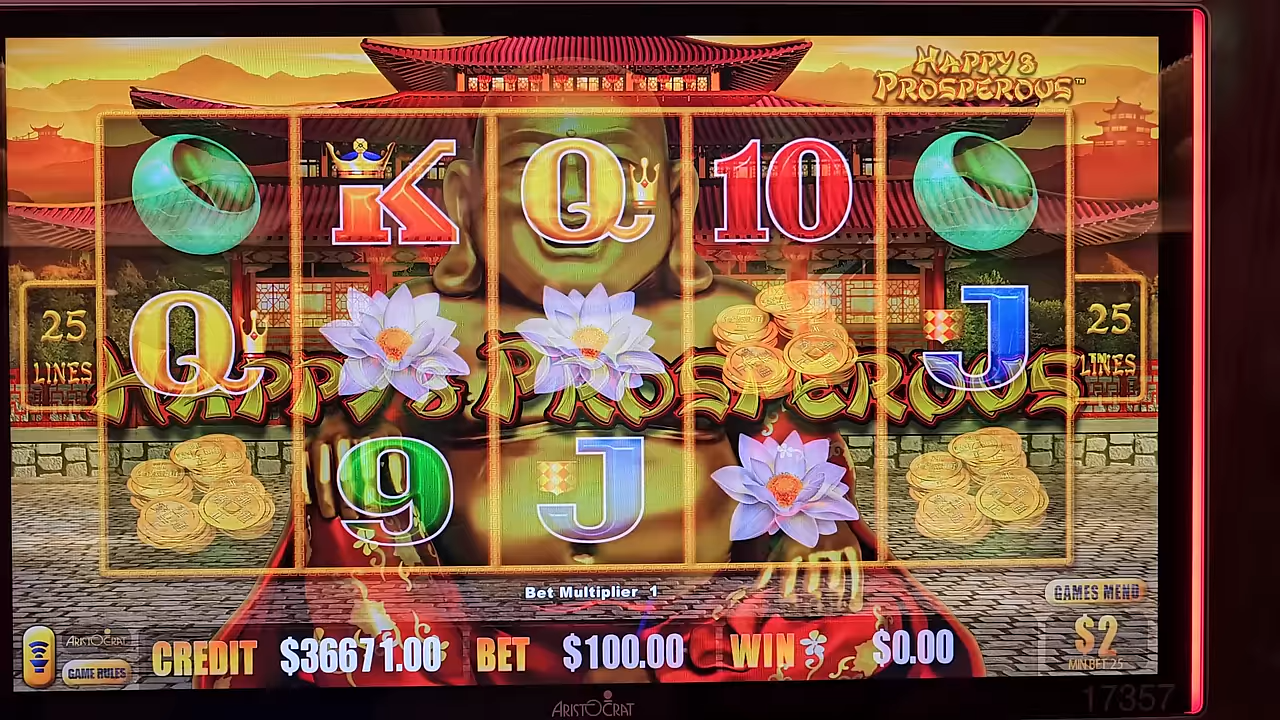 HAPPY &
PROSPEROUS™
K Q 10
Q J
25 LINES
25 LINES
HAPPY & PROSPEROUS
9 J
Bet Multiplier 1
GAMES MENU
ARISTOCRAT
GAME RULES
CREDIT $36671.00 BET $100.00 WIN $0.00
$2
MIN BET 25
ARISTOCRAT
17357